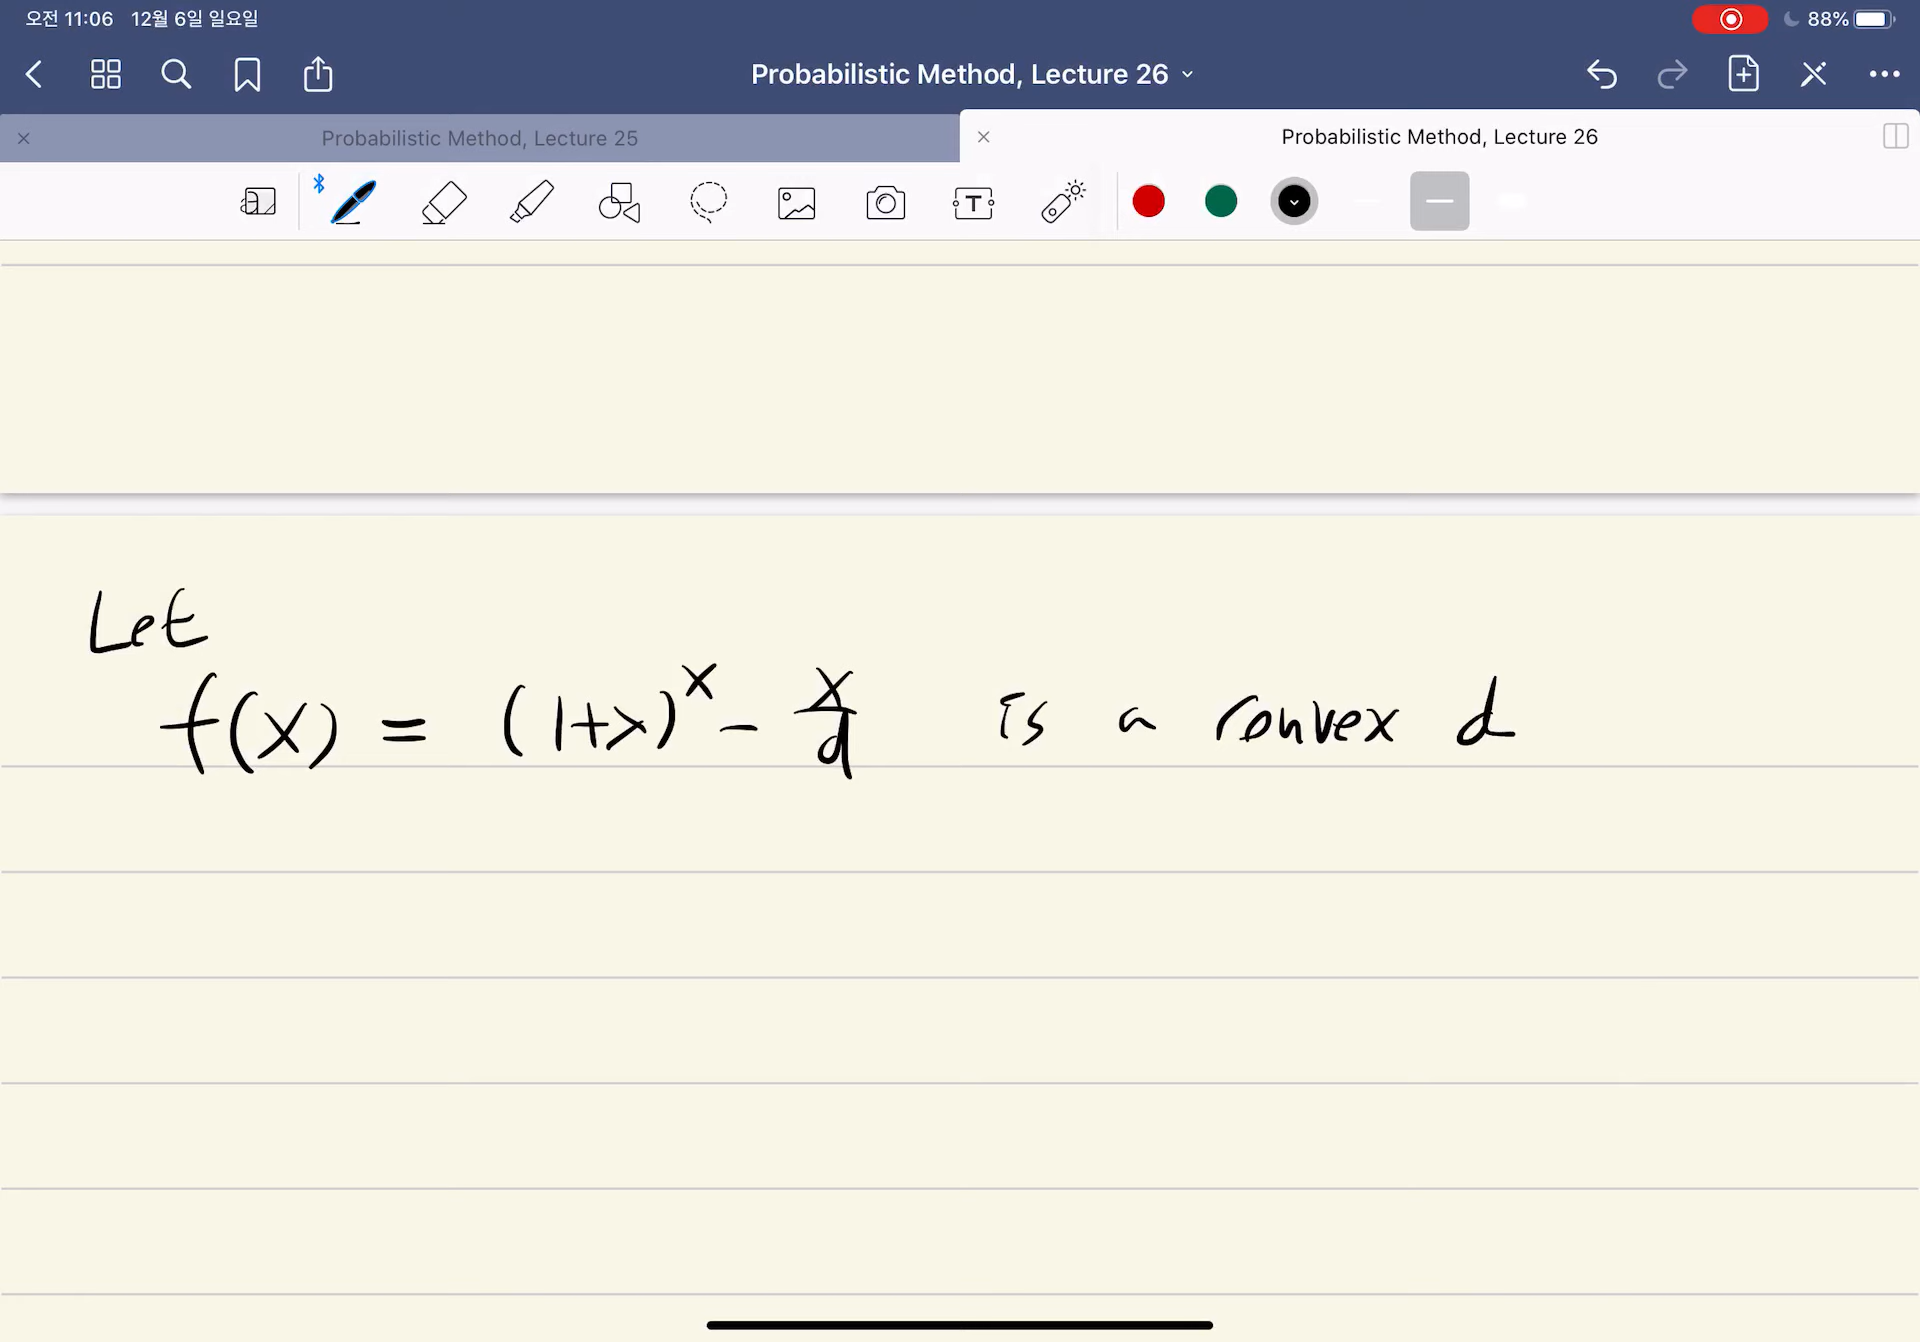 오전 11:06 12월 6일 일요일
88%
Probabilistic Method, Lecture 26
Probabilistic Method, Lecture 25
Probabilistic Method, Lecture 26
a
T
Let
f(x) = (1+x)^x - x/d is a convex d